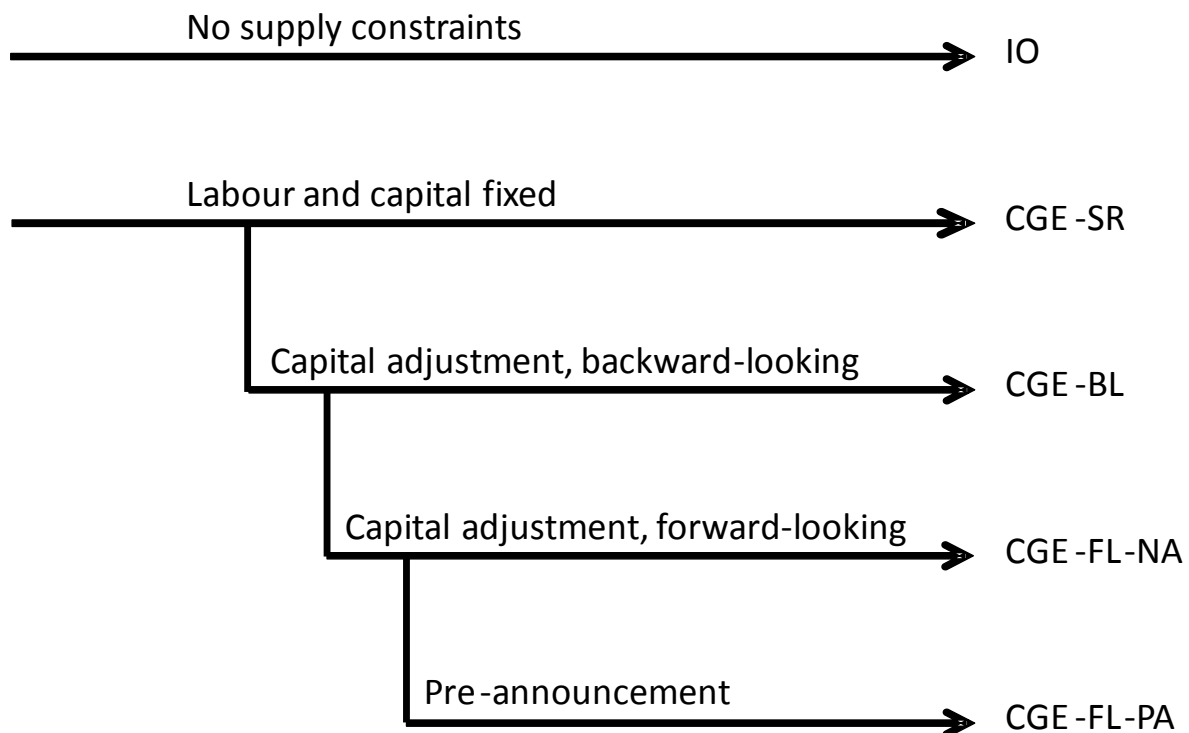 No supply constraints
IO
Labour and capital fixed
CGE-SR
Capital adjustment, backward-looking
CGE-BL
Capital adjustment, forward-looking
CGE-FL-NA
Pre-announcement
CGE-FL-PA